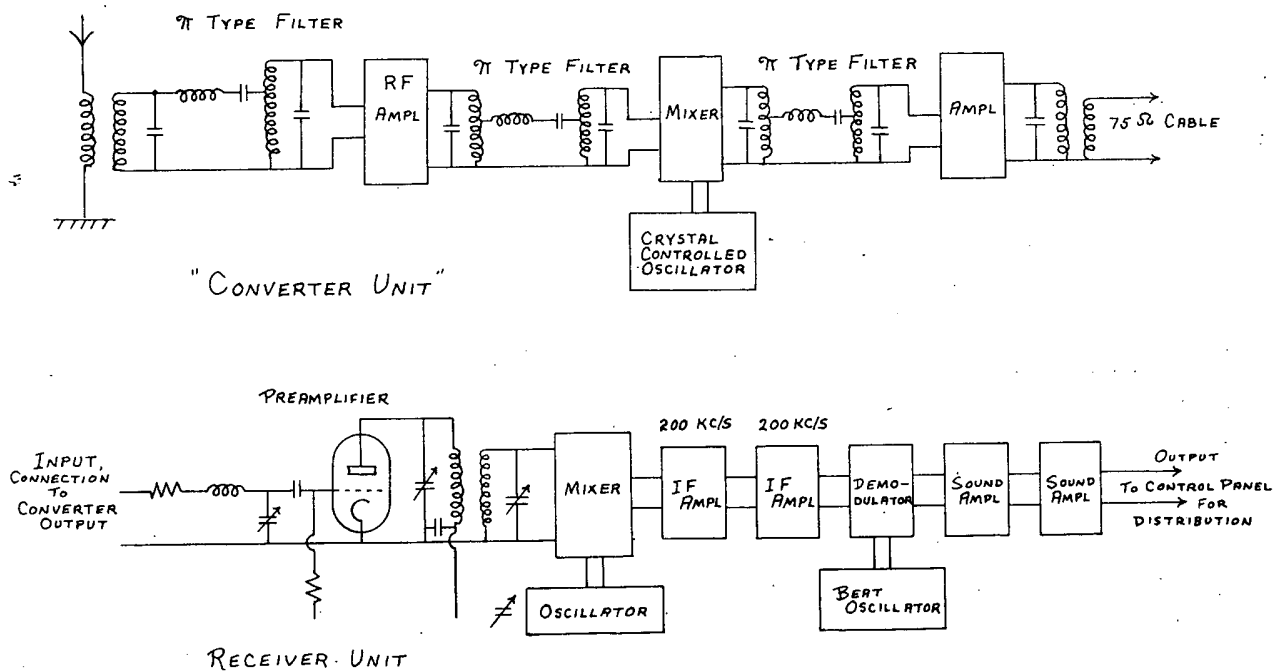 π TYPE FILTER
RF
AMPL
π TYPE FILTER
MIXER
π TYPE FILTER
AMPL
75 Ω CABLE
CRYSTAL
CONTROLLED
OSCILLATOR
"CONVERTER UNIT"
PREAMPLIFIER
INPUT,
CONNECTION
TO
CONVERTER
OUTPUT
MIXER
200 KC/S
IF
AMPL
200 KC/S
IF
AMPL
DEMO-
DULATOR
SOUND
AMPL
SOUND
AMPL
OUTPUT
TO CONTROL PANEL
FOR
DISTRIBUTION
OSCILLATOR
BEAT
OSCILLATOR
RECEIVER UNIT